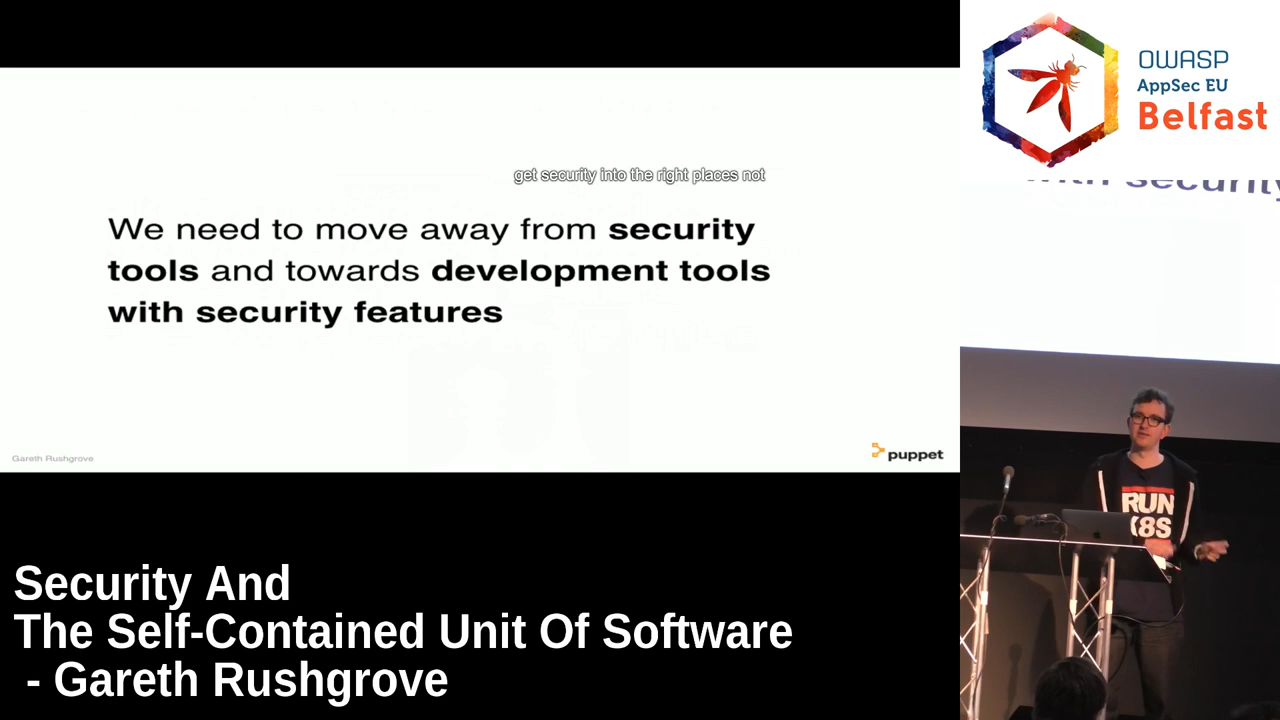 get security into the right places not
We need to move away from security
tools and towards development tools
with security features
Gareth Rushgrove
puppet
Security And
The Self-Contained Unit Of Software
- Gareth Rushgrove
OWASP
AppSec EU
Belfast
with security
RUN
K8S